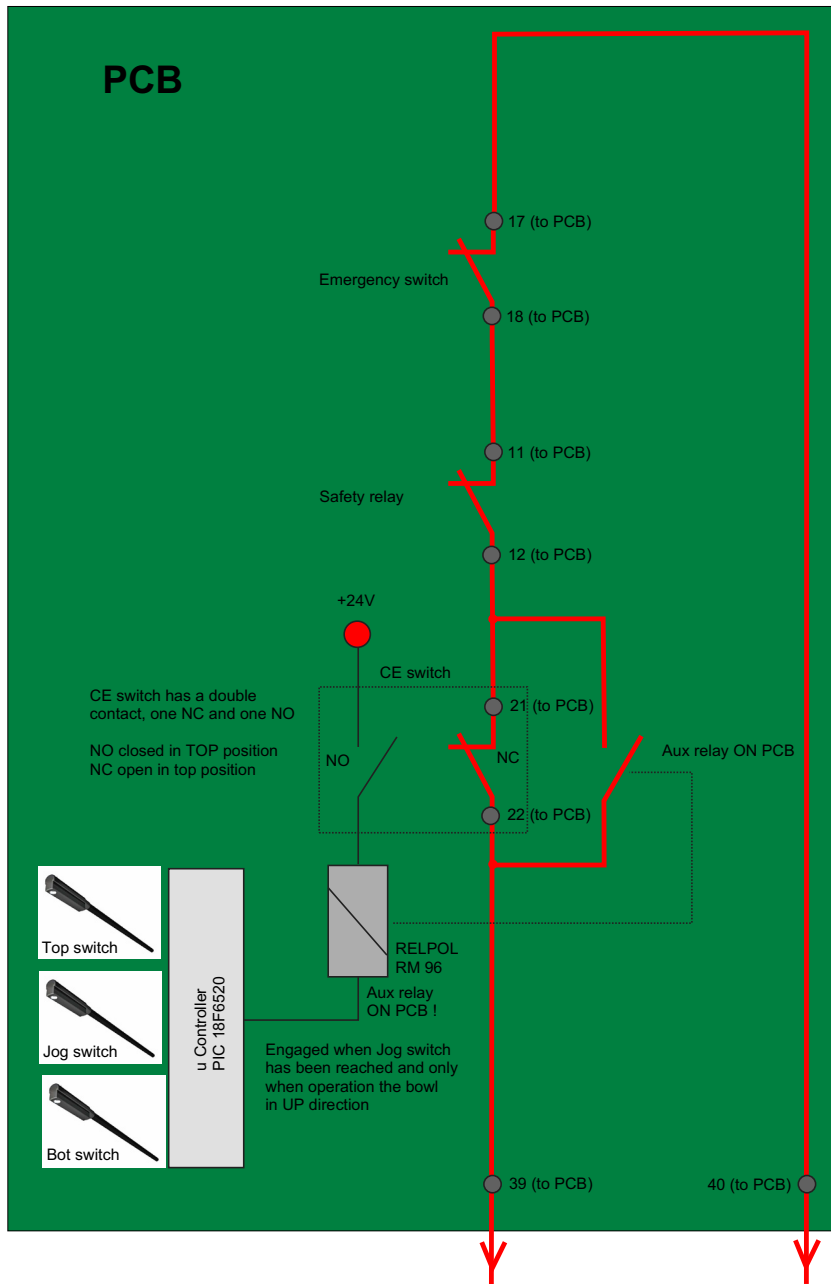 PCB
17 (to PCB)
Emergency switch
18 (to PCB)
11 (to PCB)
Safety relay
12 (to PCB)
+24V
CE switch
CE switch has a double
contact, one NC and one NO
NO closed in TOP position
NC open in top position
21 (to PCB)
NO
NC
Aux relay ON PCB
22 (to PCB)
Top switch
Jog switch
Bot switch
u Controller
PIC 18F6520
RELPOL
RM 96
Aux relay
ON PCB !
Engaged when Jog switch
has been reached and only
when operation the bowl
in UP direction
39 (to PCB)
40 (to PCB)